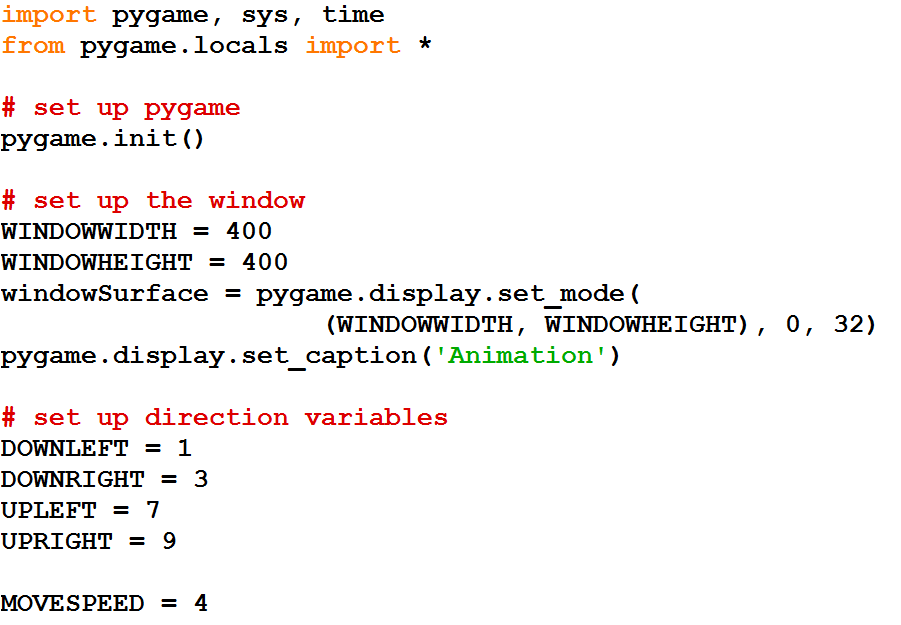 import pygame, sys, time
from pygame.locals import *
# set up pygame
pygame.init()
# set up the window
WINDOWWIDTH = 400
WINDOWHEIGHT = 400
windowSurface = pygame.display.set_mode(
(WINDOWWIDTH, WINDOWHEIGHT), 0, 32)
pygame.display.set_caption('Animation')
# set up direction variables
DOWNLEFT = 1
DOWNRIGHT = 3
UPLEFT = 7
UPRIGHT = 9
MOVESPEED = 4